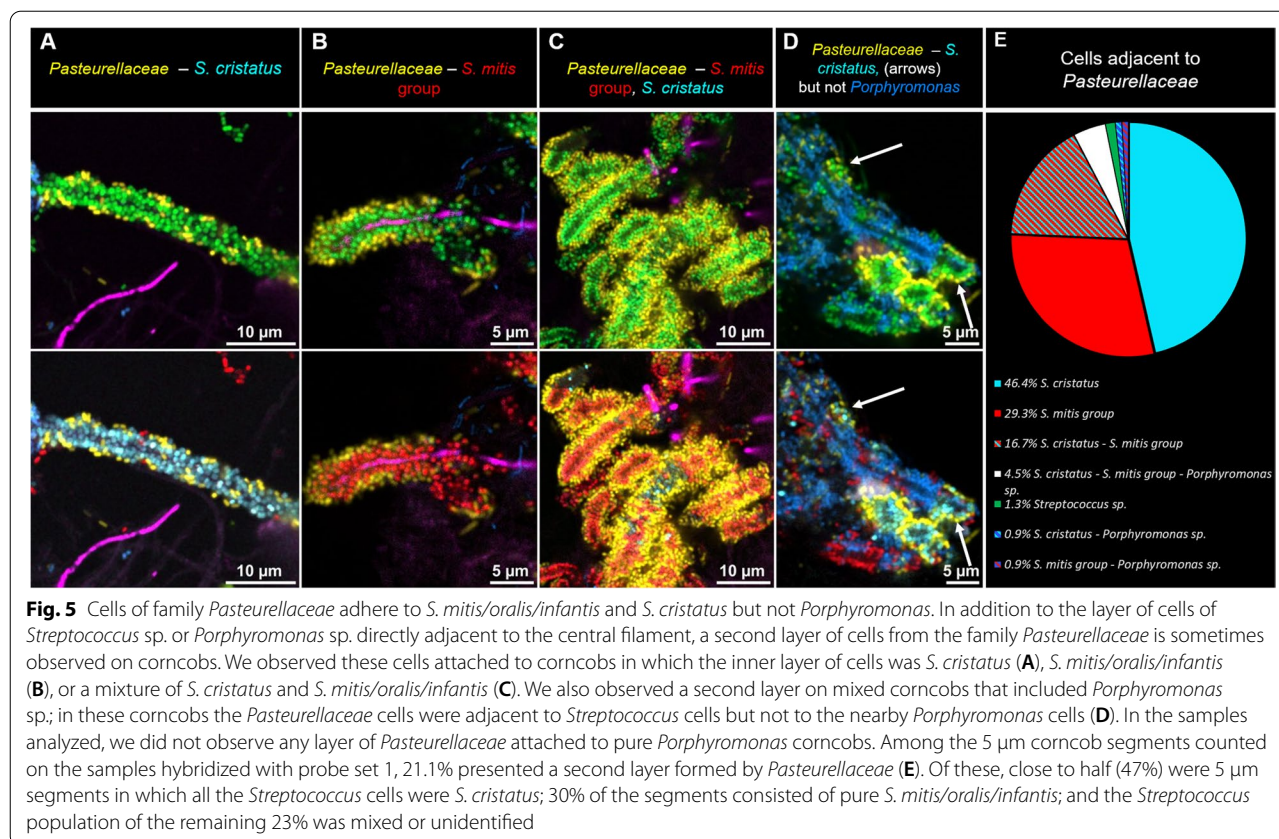 A
Pasteurellaceae – S. cristatus
B
Pasteurellaceae – S. mitis
group
C
Pasteurellaceae – S. mitis
group, S. cristatus
D
Pasteurellaceae – S.
cristatus, (arrows)
but not Porphyromonas
E
Cells adjacent to
Pasteurellaceae
10 µm
5 µm
10 µm
5 µm
10 µm
5 µm
10 µm
5 µm
46.4% S. cristatus
29.3% S. mitis group
16.7% S. cristatus - S. mitis group
4.5% S. cristatus - S. mitis group - Porphyromonas
sp.
1.3% Streptococcus sp.
0.9% S. cristatus - Porphyromonas sp.
0.9% S. mitis group - Porphyromonas sp.
Fig. 5 Cells of family Pasteurellaceae adhere to S. mitis/oralis/infantis and S. cristatus but not Porphyromonas. In addition to the layer of cells of
Streptococcus sp. or Porphyromonas sp. directly adjacent to the central filament, a second layer of cells from the family Pasteurellaceae is sometimes
observed on corncobs. We observed these cells attached to corncobs in which the inner layer of cells was S. cristatus (A), S. mitis/oralis/infantis
(B), or a mixture of S. cristatus and S. mitis/oralis/infantis (C). We also observed a second layer on mixed corncobs that included Porphyromonas
sp.; in these corncobs the Pasteurellaceae cells were adjacent to Streptococcus cells but not to the nearby Porphyromonas cells (D). In the samples
analyzed, we did not observe any layer of Pasteurellaceae attached to pure Porphyromonas corncobs. Among the 5 µm corncob segments counted
on the samples hybridized with probe set 1, 21.1% presented a second layer formed by Pasteurellaceae (E). Of these, close to half (47%) were 5 µm
segments in which all the Streptococcus cells were S. cristatus; 30% of the segments consisted of pure S. mitis/oralis/infantis; and the Streptococcus
population of the remaining 23% was mixed or unidentified